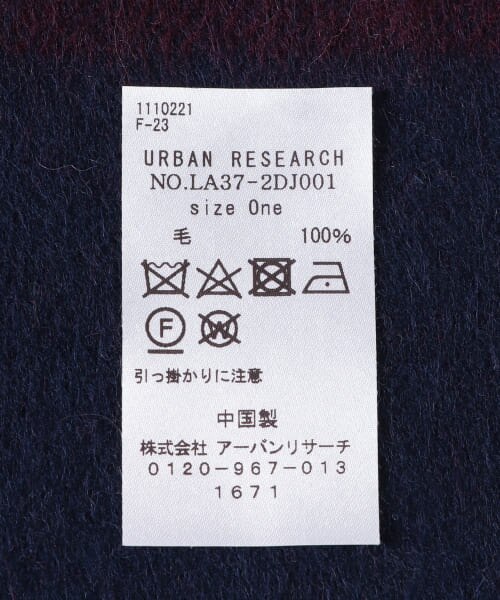 1110221
F-23
URBAN RESEARCH
NO.LA37-2DJ001
size One
毛 100%
F W
引っ掛かりに注意
中国製
株式会社 アーバンリサーチ
0120-967-013
1671